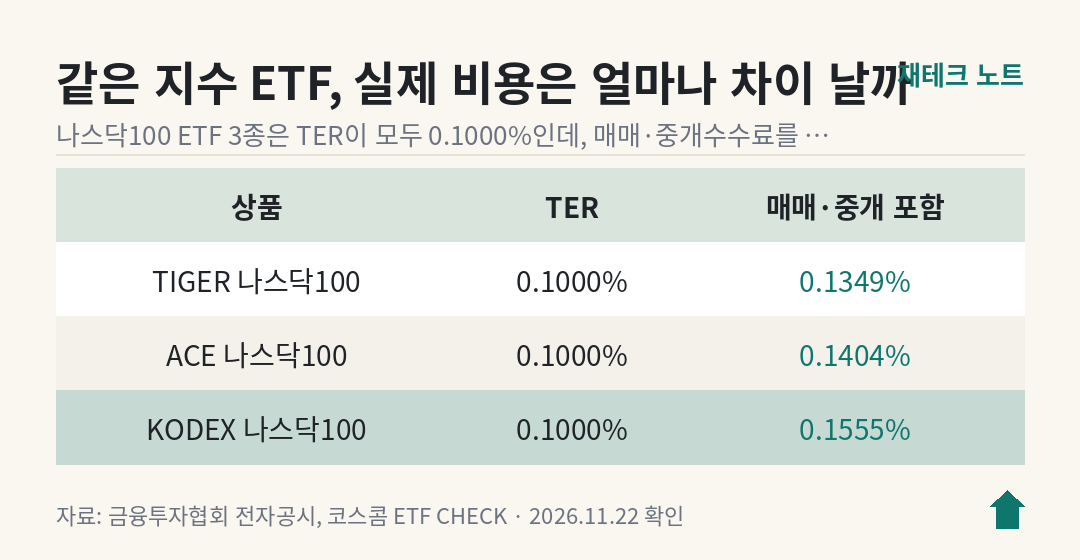 같은 지수 ETF, 실제 비용은 얼마나 차이 날까
재테크 노트
나스닥100 ETF 3종은 TER이 모두 0.1000%인데, 매매·중개수수료를 …
상품 TER 매매·중개 포함
TIGER 나스닥100 0.1000% 0.1349%
ACE 나스닥100 0.1000% 0.1404%
KODEX 나스닥100 0.1000% 0.1555%
자료: 금융투자협회 전자공시, 코스콤 ETF CHECK · 2026.11.22 확인